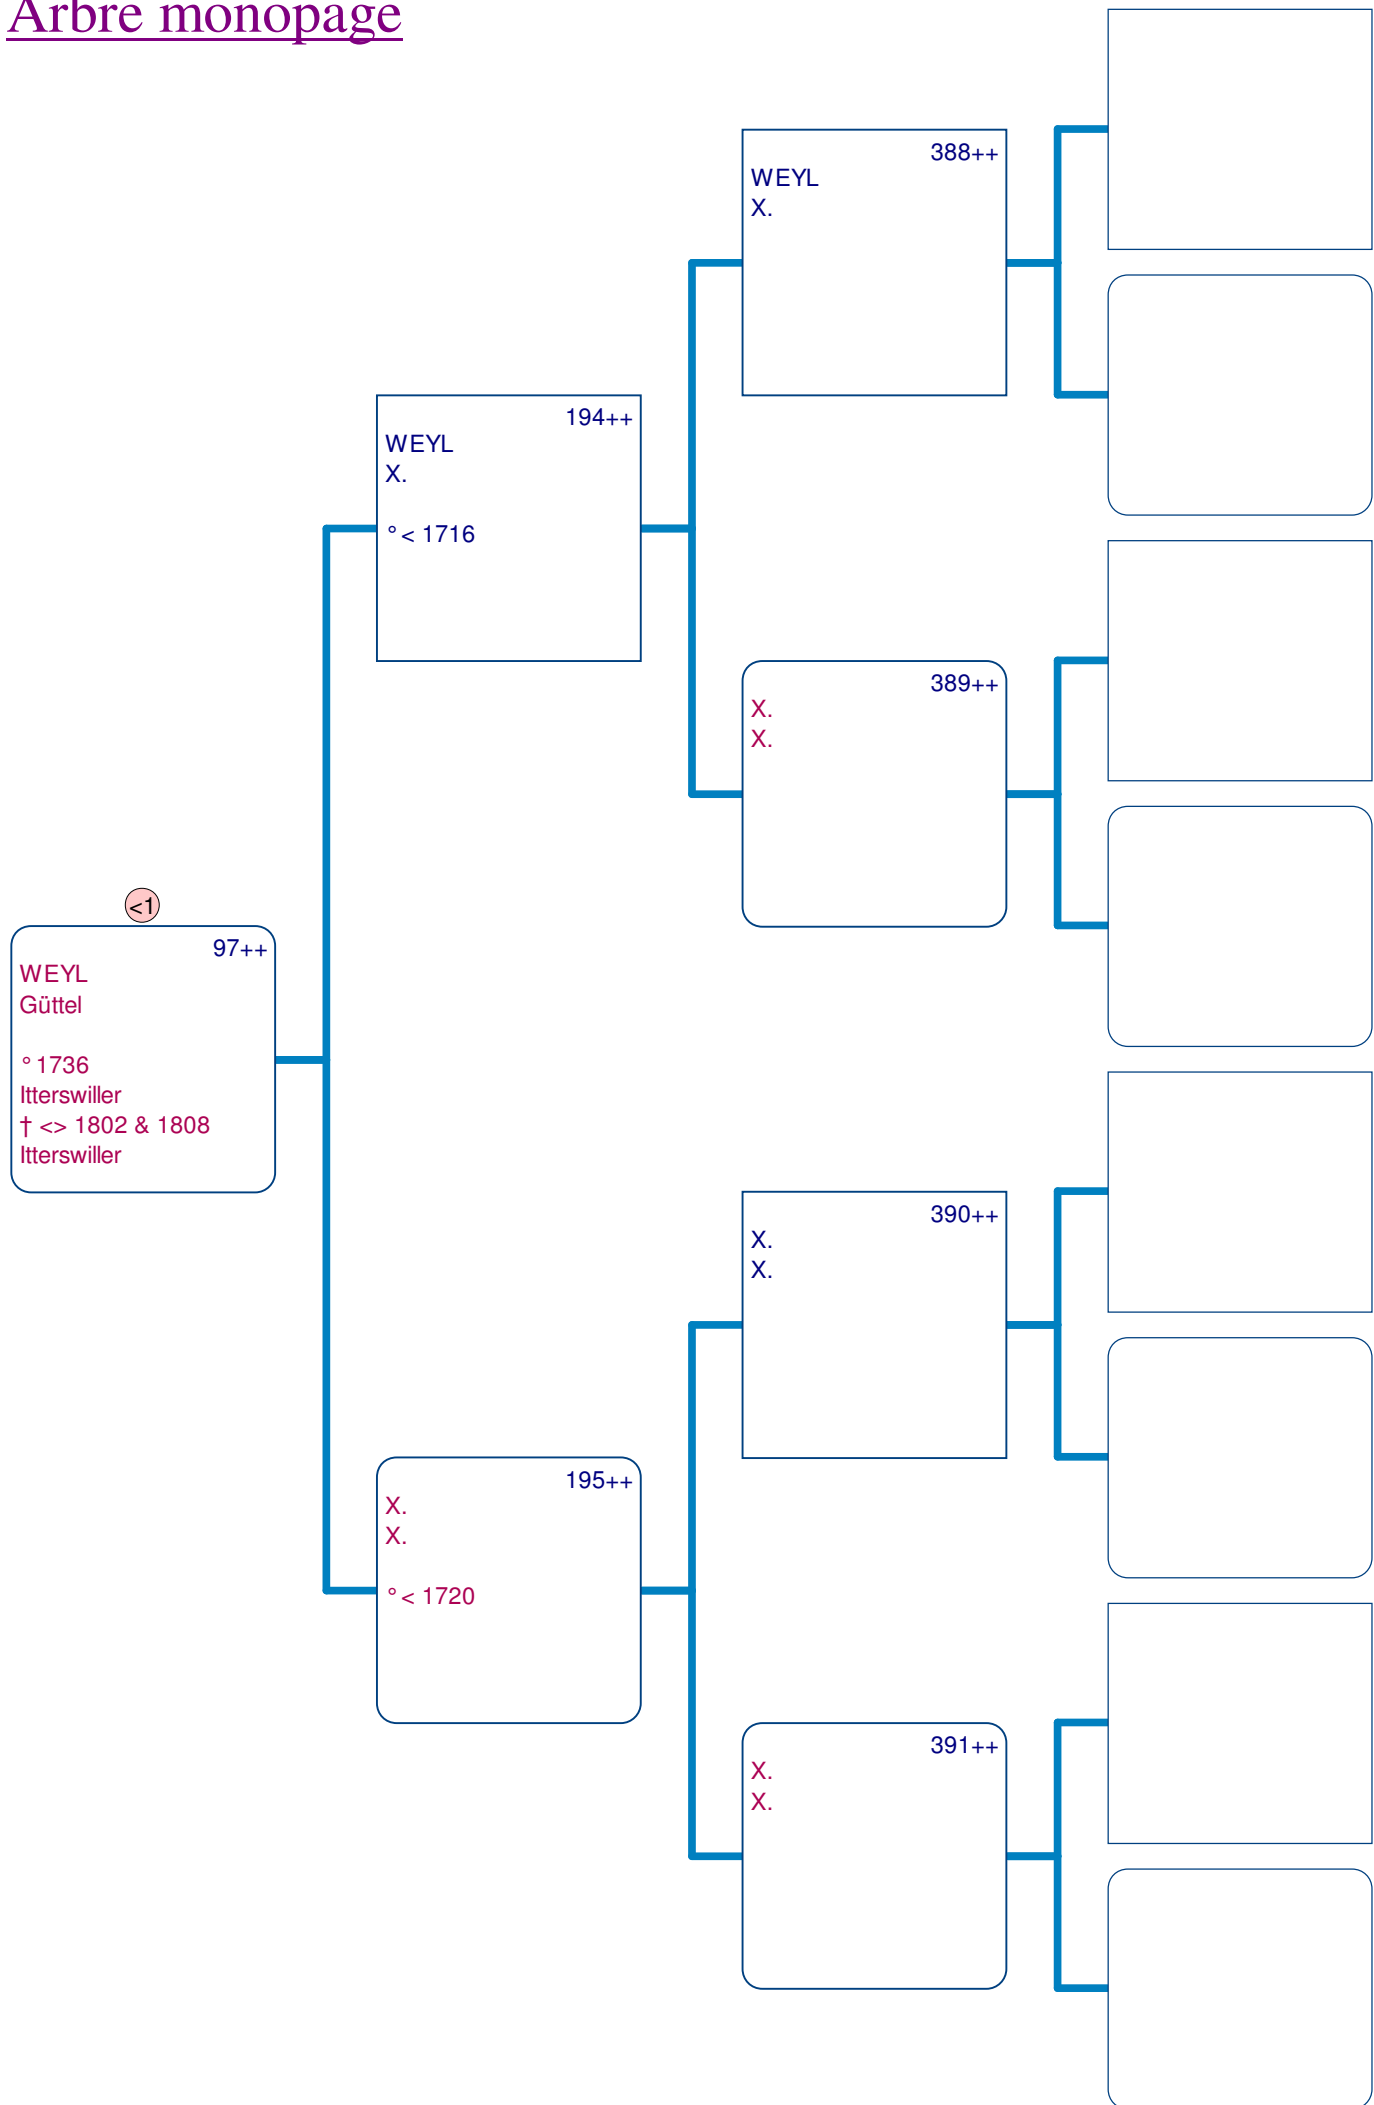 Arbre monopage
388++
WEYL
X.
194++
WEYL
X.
° < 1716
389++
X.
X.
<1
97++
WEYL
Güttel
° 1736
Itterswiller
† <> 1802 & 1808
Itterswiller
390++
X.
X.
195++
X.
X.
° < 1720
391++
X.
X.